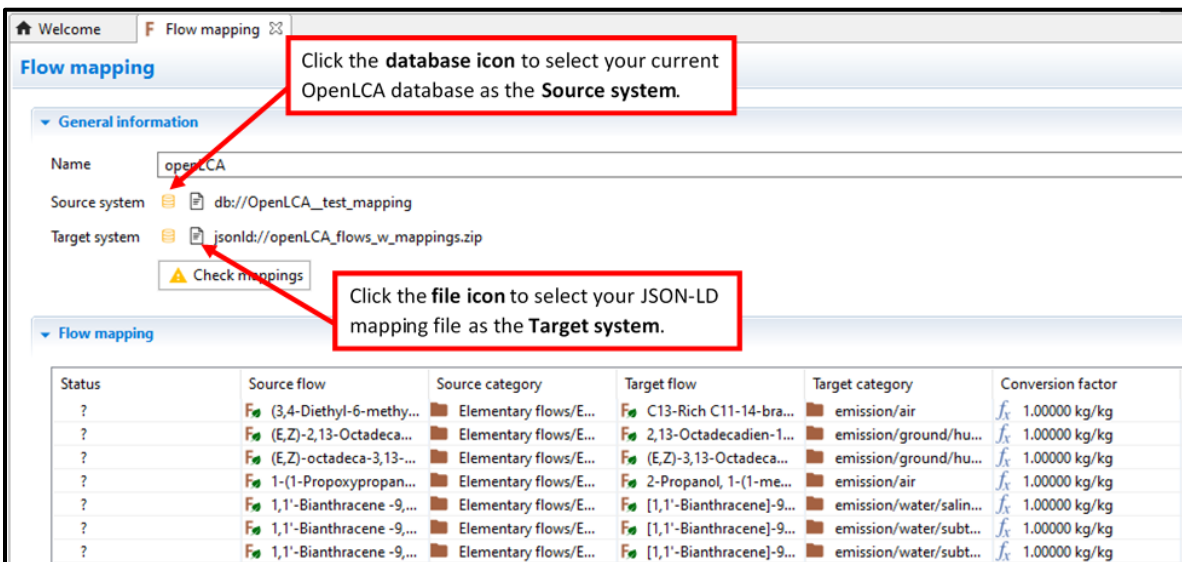 Welcome
F Flow mapping
Flow mapping
Click the database icon to select your current
OpenLCA database as the Source system.
General information
Name openLCA
Source system db://OpenLCA__test_mapping
Target system jsonld://openLCA_flows_w_mappings.zip
Check mappings
Click the file icon to select your JSON-LD
mapping file as the Target system.
Flow mapping
Status Source flow Source category Target flow Target category Conversion factor
? (3,4-Diethyl-6-methy... Elementary flows/E... C13-Rich C11-14-bra... emission/air fx 1.00000 kg/kg
? (E,Z)-2,13-Octadeca... Elementary flows/E... 2,13-Octadecadien-1... emission/ground/hu... fx 1.00000 kg/kg
? (E,Z)-octadeca-3,13-... Elementary flows/E... (E,Z)-3,13-Octadeca... emission/ground/hu... fx 1.00000 kg/kg
? 1-(1-Propoxypropan... Elementary flows/E... 2-Propanol, 1-(1-me... emission/air fx 1.00000 kg/kg
? 1,1'-Bianthracene -9,... Elementary flows/E... [1,1'-Bianthracene]-9... emission/water/salin... fx 1.00000 kg/kg
? 1,1'-Bianthracene -9,... Elementary flows/E... [1,1'-Bianthracene]-9... emission/water/subt... fx 1.00000 kg/kg
? 1,1'-Bianthracene -9,... Elementary flows/E... [1,1'-Bianthracene]-9... emission/water/subt... fx 1.00000 kg/kg